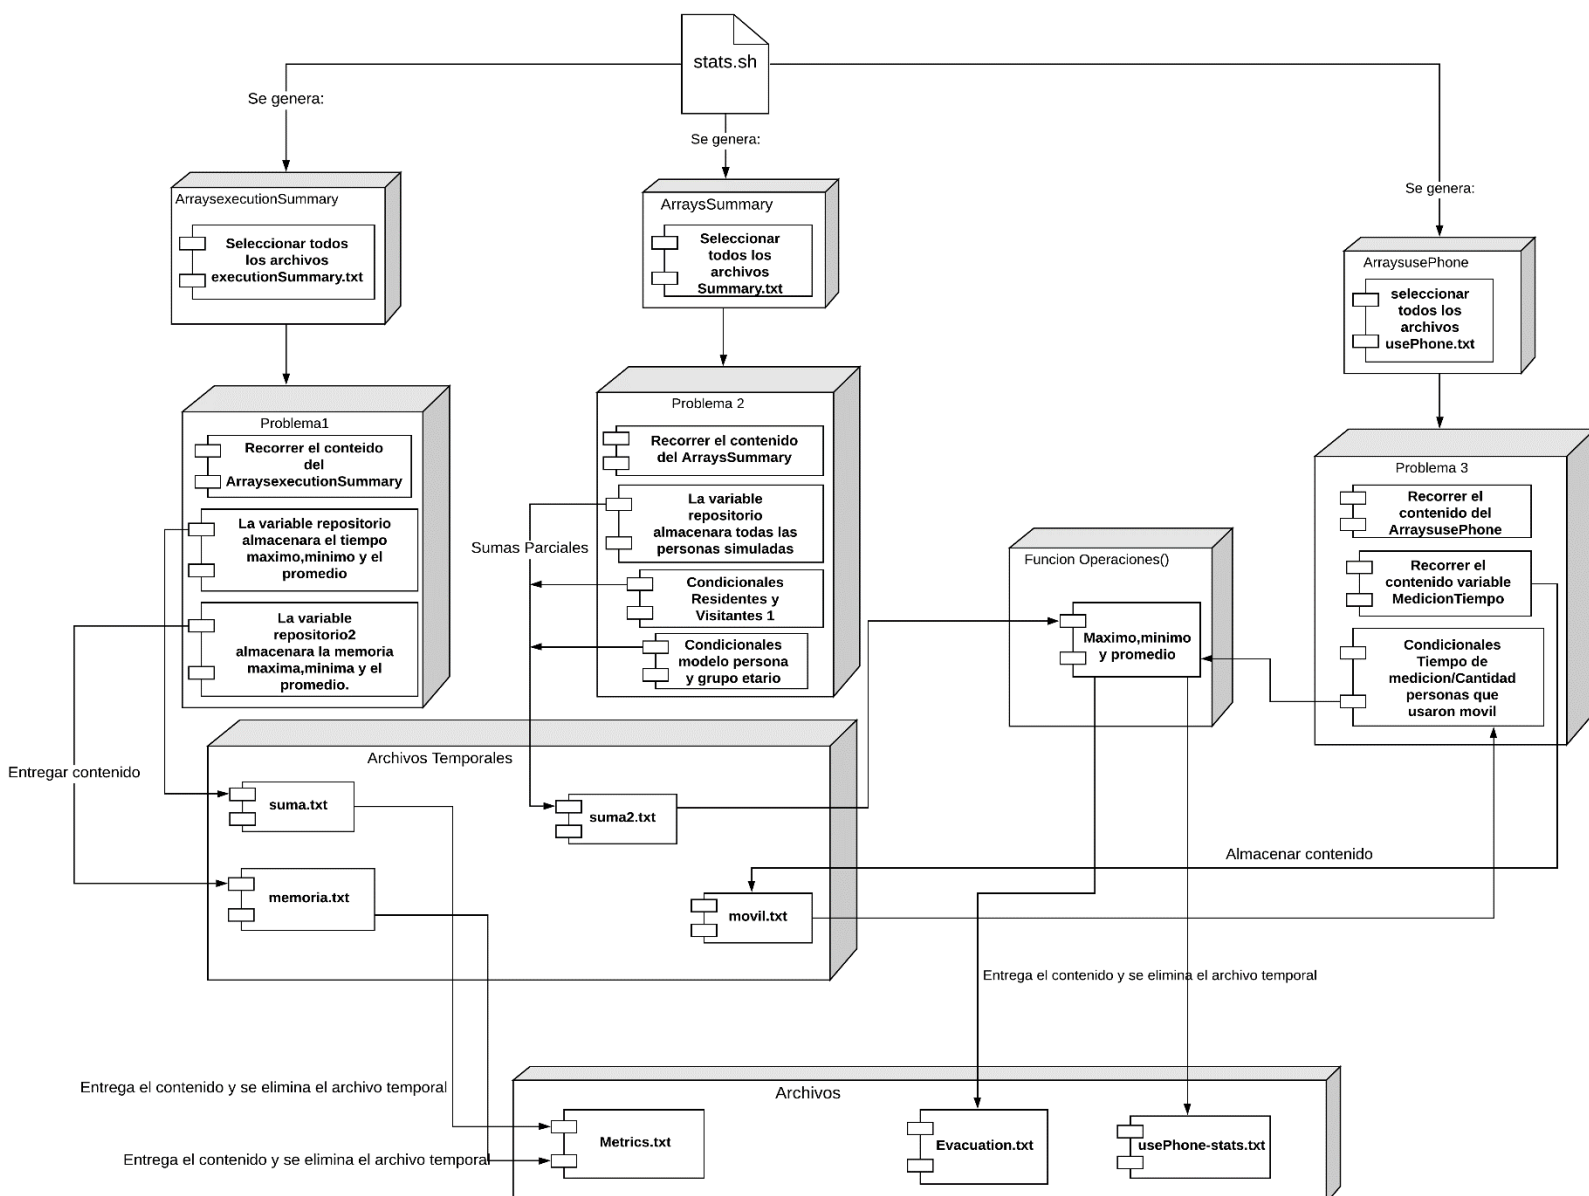 stats.sh
Se genera:
Se genera:
Se genera:
ArraysexecutionSummary
Seleccionar todos
los archivos
executionSummary.txt
ArraysSummary
Seleccionar
todos los
archivos
Summary.txt
ArraysusePhone
seleccionar
todos los
archivos
usePhone.txt
Problema1
Recorrer el conteido
del
ArraysexecutionSummary
La variable repositorio
almacenara el tiempo
maximo,minimo y el
promedio
La variable
repositorio2
almacenara la memoria
maxima,minima y el
promedio.
Problema 2
Recorrer el contenido
del ArraysSummary
La variable
repositorio
almacenara todas las
personas simuladas
Condicionales
Residentes y
Visitantes 1
Condicionales
modelo persona
y grupo etario
Sumas Parciales
Funcion Operaciones()
Maximo,minimo
y promedio
Problema 3
Recorrer el
contenido del
ArraysusePhone
Recorrer el
contenido variable
MedicionTiempo
Condicionales
Tiempo de
medicion/Cantidad
personas que
usaron movil
Entregar contenido
Archivos Temporales
suma.txt
suma2.txt
memoria.txt
movil.txt
Almacenar contenido
Entrega el contenido y se elimina el archivo temporal
Entrega el contenido y se elimina el archivo temporal
Entrega el contenido y se elimina el archivo temporal
Archivos
Metrics.txt
Evacuation.txt
usePhone-stats.txt